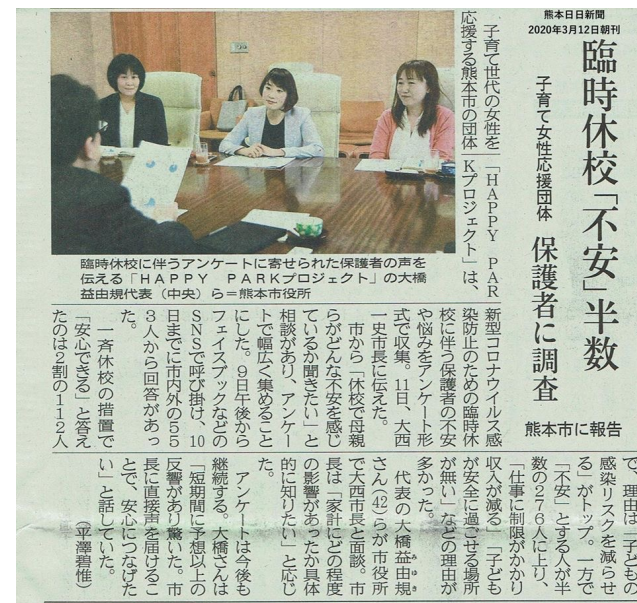 熊本日日新聞
2020年3月12日朝刊
臨時休校「不安」半数
子育て女性応援団体
保護者に調査
熊本市に報告
臨時休校に伴うアンケートに寄せられた保護者の声を
伝える「ＨＡＰＰＹ　ＰＡＲＫプロジェクト」の大橋
益由規代表（中央）ら＝熊本市役所
子育て世代の女性を
応援する熊本市の団体
「ＨＡＰＰＹ　ＰＡＲ
Ｋプロジェクト」は、
新型コロナウイルス感
染防止のための臨時休
校に伴う保護者の不安
や悩みをアンケート形
式で収集。11日、大西
一史市長に伝えた。
市から「休校で母親
らがどんな不安を感じ
ているか聞きたい」と
相談があり、アンケー
トで幅広く集めること
にした。９日午後から
フェイスブックなどの
ＳＮＳで呼び掛け、10
日までに市内外の５５
３人から回答があっ
た。
一斉休校の措置で
「安心できる」と答え
たのは２割の１１２人
で、理由は「子どもの
感染リスクを減らせ
る」がトップ。一方で
「不安」とする人が半
数の２７６人に上り、
「仕事に制限がかかり
収入が減る」「子ども
が安全に過ごせる場所
が無い」などの理由が
多かった。
代表の大橋益由規
みゆき
さん(42)らが市役所
で大西市長と面談。市
長は「家計にどの程度
の影響があったか具体
的に知りたい」と応じ
た。
アンケートは今後も
継続する。大橋さんは
「短期間に予想以上の
反響があり驚いた。市
長に直接声を届けるこ
とで、安心につなげた
い」と話していた。
（平澤碧惟）